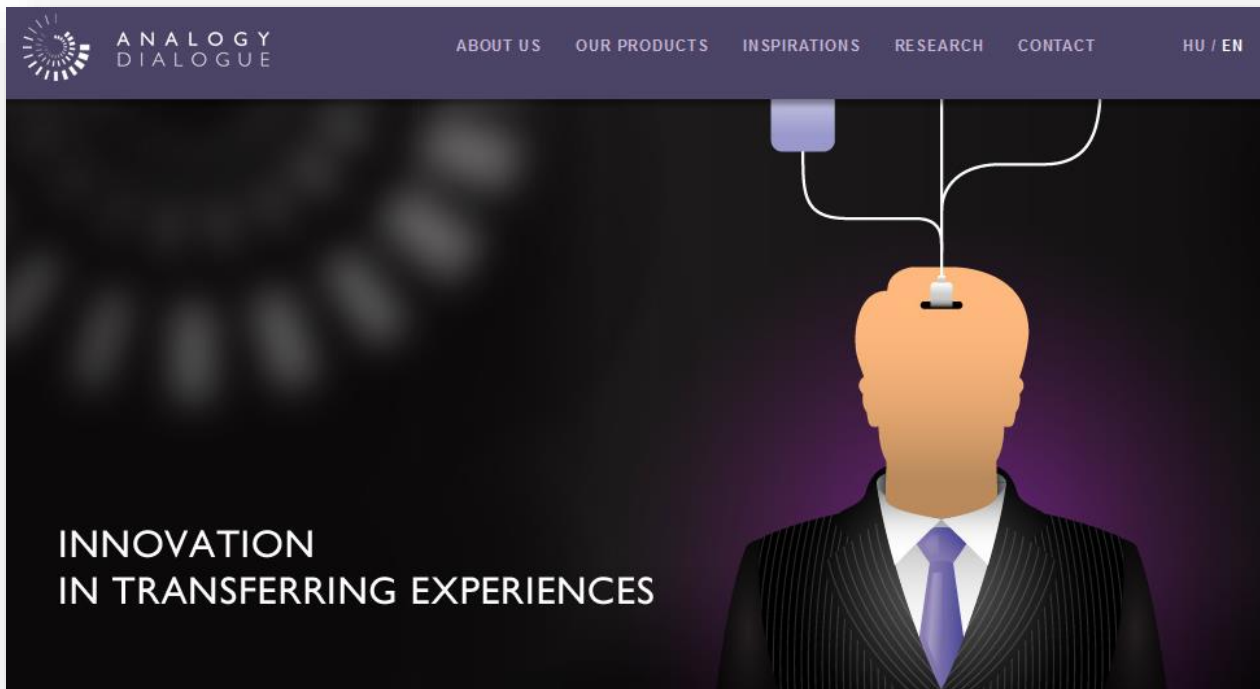 ANALOGY
DIALOGUE
ABOUT US
OUR PRODUCTS
INSPIRATIONS
RESEARCH
CONTACT
HU / EN
INNOVATION
IN TRANSFERRING EXPERIENCES